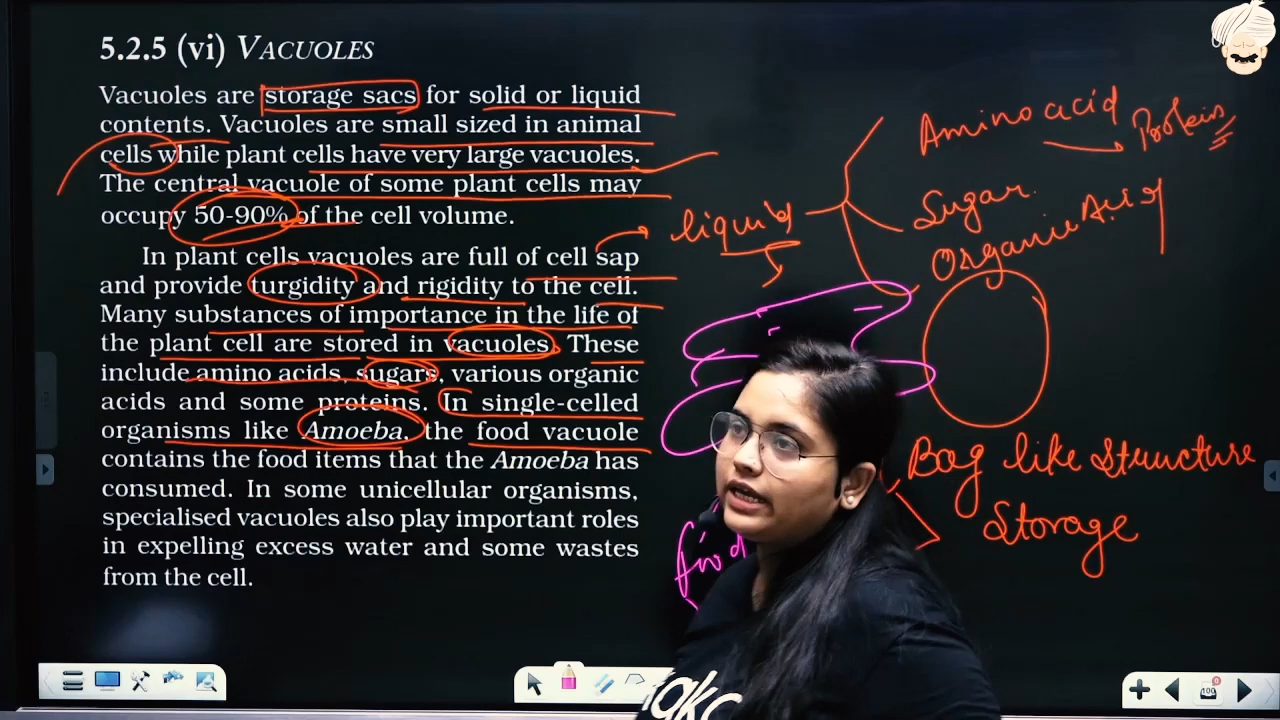 5.2.5 (vi) VACUOLES
Vacuoles are storage sacs for solid or liquid
contents. Vacuoles are small sized in animal
cells while plant cells have very large vacuoles.
The central vacuole of some plant cells may
occupy 50-90% of the cell volume.
In plant cells vacuoles are full of cell sap
and provide turgidity and rigidity to the cell.
Many substances of importance in the life of
the plant cell are stored in vacuoles. These
include amino acids, sugars, various organic
acids and some proteins. In single-celled
organisms like Amoeba, the food vacuole
contains the food items that the Amoeba has
consumed. In some unicellular organisms,
specialised vacuoles also play important roles
in expelling excess water and some wastes
from the cell.
Amino acid
Proteins
Sugar
liquid
Organic
Bag like structure
Storage
food
100
0